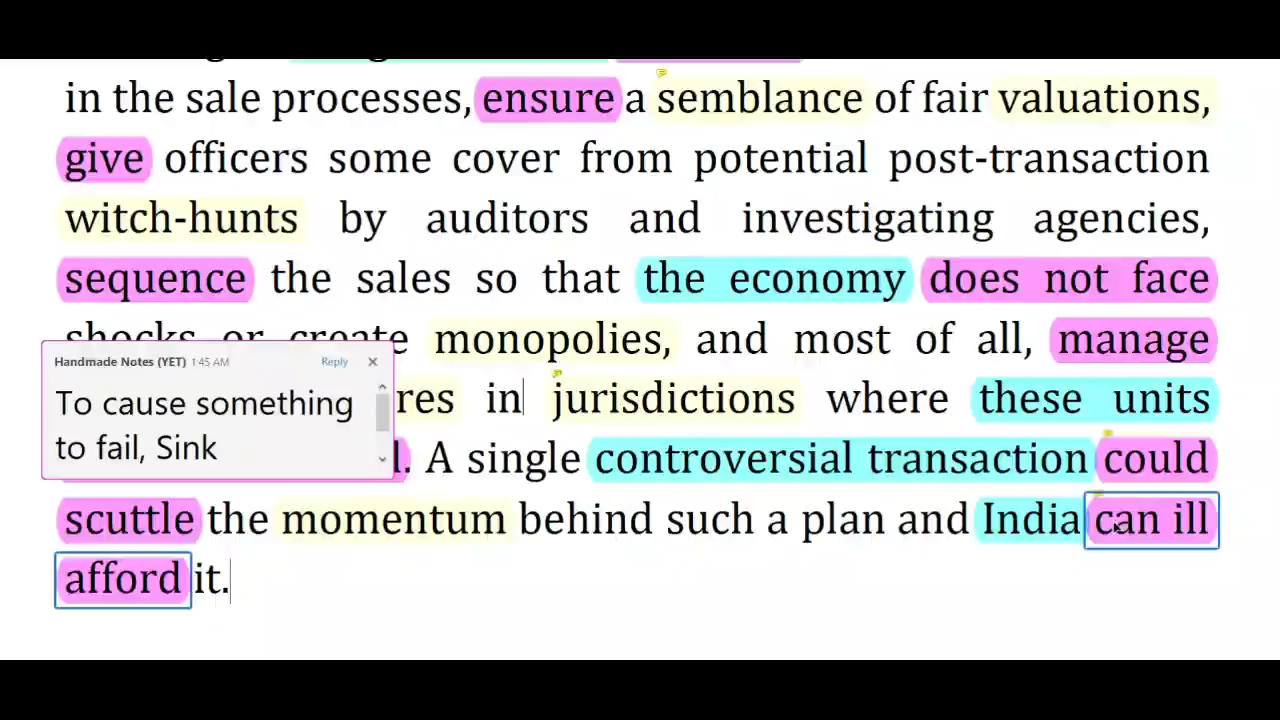 in the sale processes, ensure a semblance of fair valuations,
give officers some cover from potential post-transaction
witch-hunts by auditors and investigating agencies,
sequence the sales so that the economy does not face
shocks or create monopolies, and most of all, manage
Handmade Notes (YET) 1:45 AM Reply
To cause something
to fail, Sink
res in jurisdictions where these units
. A single controversial transaction could
scuttle the momentum behind such a plan and India can ill
afford it.